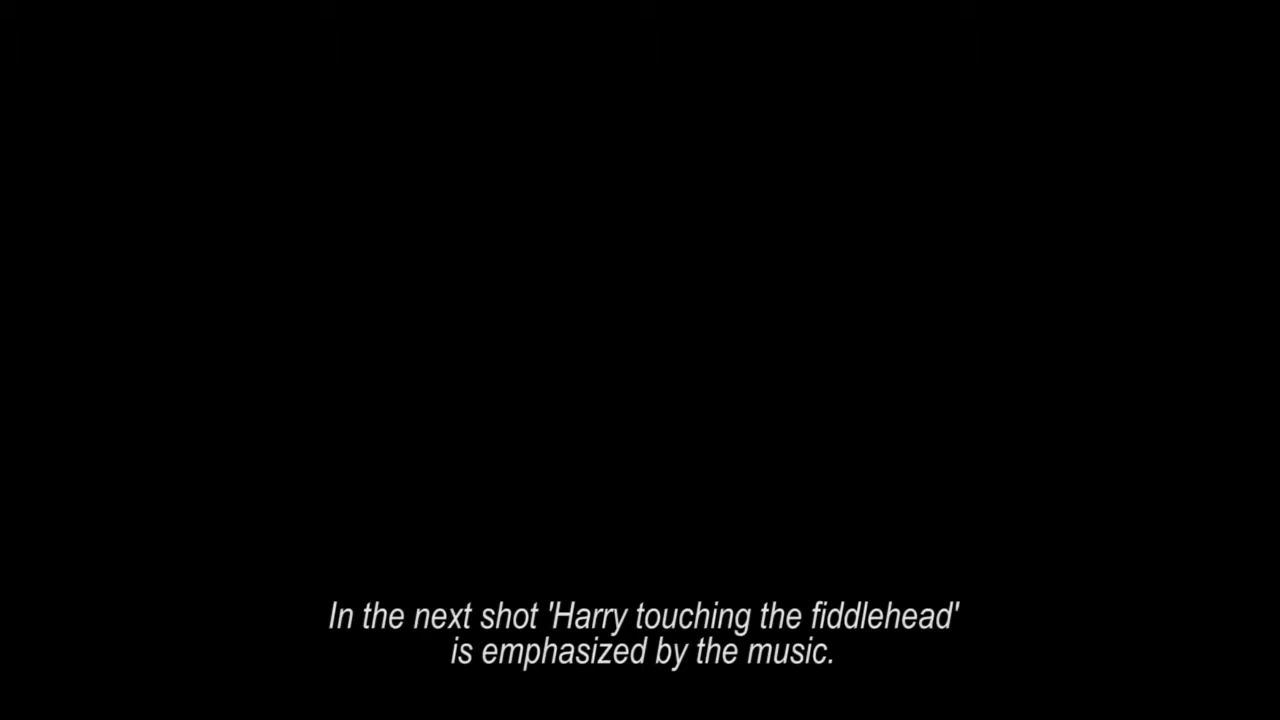 In the next shot 'Harry touching the fiddlehead'
is emphasized by the music.